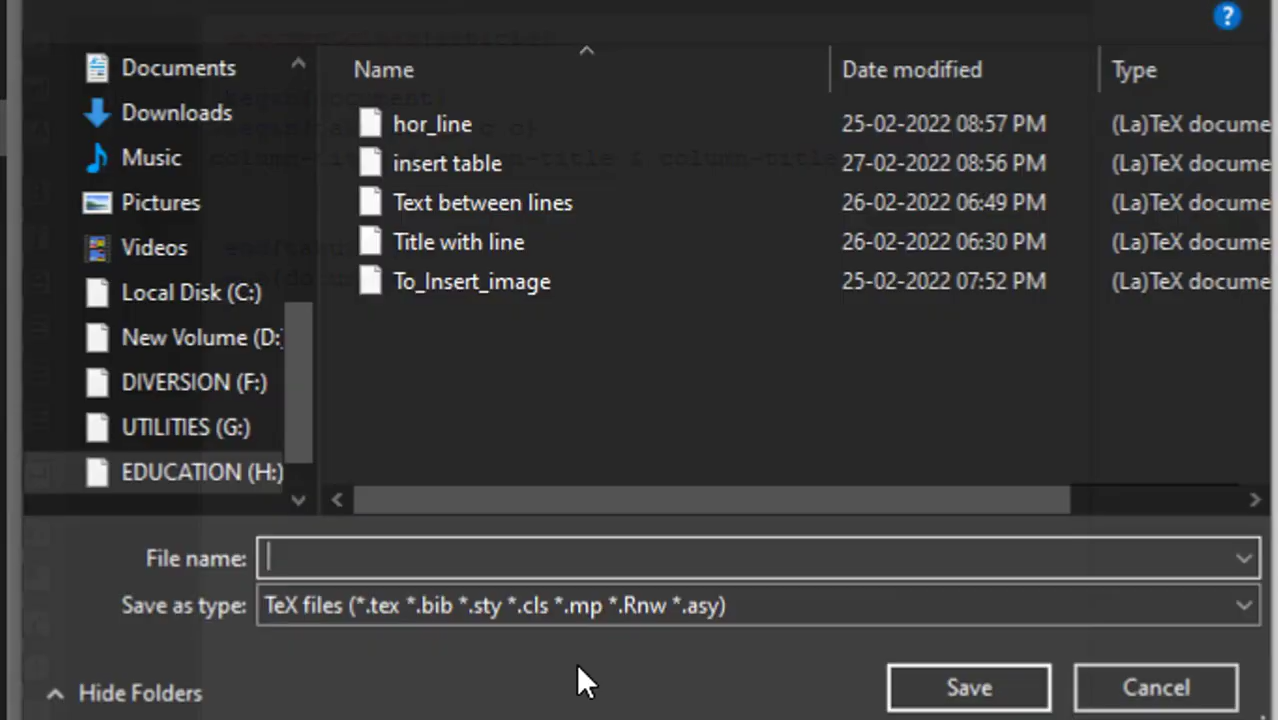 ?
Name Date modified Type
Documents
Downloads
Music
Pictures
Videos
Local Disk (C:)
New Volume (D:
DIVERSION (F:)
UTILITIES (G:)
EDUCATION (H:)
hor_line 25-02-2022 08:57 PM (La)TeX docume
insert table 27-02-2022 08:56 PM (La)TeX docume
Text between lines 26-02-2022 06:49 PM (La)TeX docume
Title with line 26-02-2022 06:30 PM (La)TeX docume
To_Insert_image 25-02-2022 07:52 PM (La)TeX docume
File name:
Save as type: TeX files (*.tex *.bib *.sty *.cls *.mp *.Rnw *.asy)
Hide Folders Save Cancel